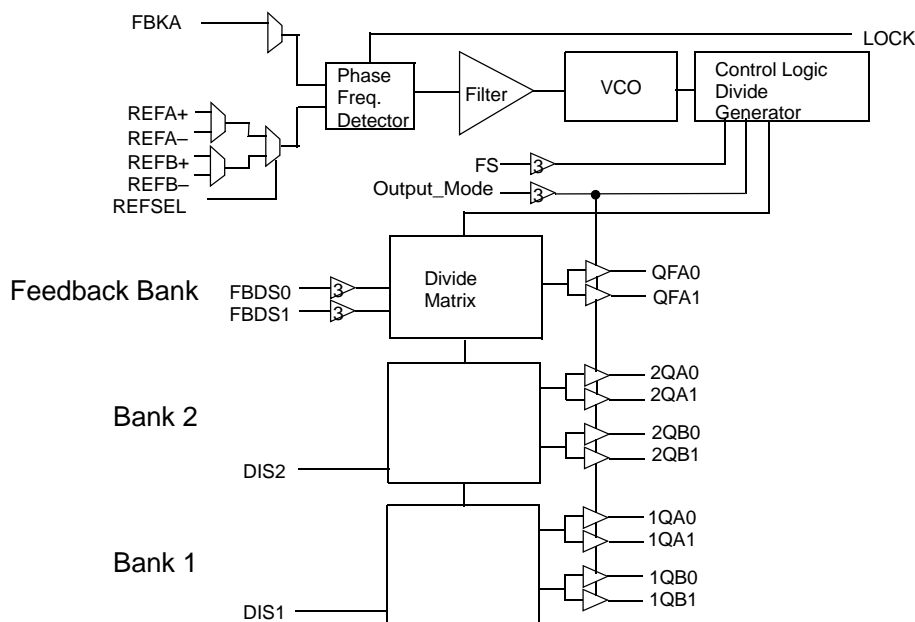 FBKA
LOCK
Phase
Freq.
Detector
Filter
VCO
Control Logic
Divide
Generator
REFA+
REFA–
REFB+
REFB–
REFSEL
FS
3
Output_Mode
3
Feedback Bank
FBDS0
3
FBDS1
3
Divide
Matrix
QFA0
QFA1
Bank 2
2QA0
2QA1
2QB0
2QB1
DIS2
Bank 1
1QA0
1QA1
1QB0
1QB1
DIS1